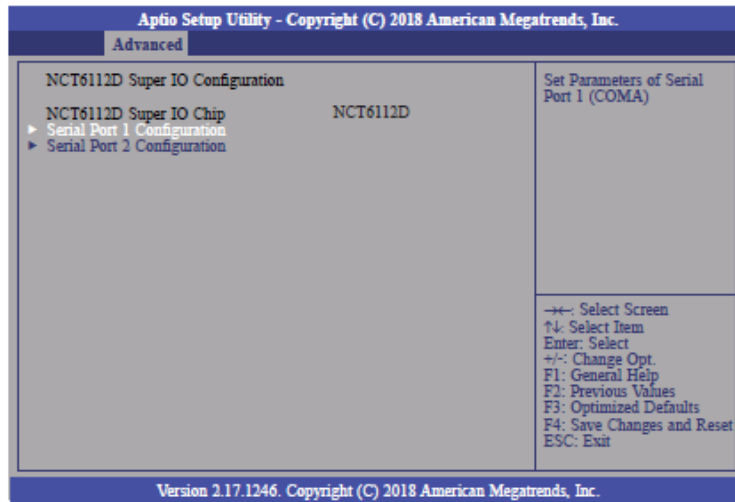 Aptio Setup Utility - Copyright (C) 2018 American Megatrends, Inc.
Advanced
NCT6112D Super IO Configuration
NCT6112D Super IO Chip NCT6112D
► Serial Port 1 Configuration
► Serial Port 2 Configuration
Set Parameters of Serial
Port 1 (COMA)
→←: Select Screen
↑↓: Select Item
Enter: Select
+/-: Change Opt.
F1: General Help
F2: Previous Values
F3: Optimized Defaults
F4: Save Changes and Reset
ESC: Exit
Version 2.17.1246. Copyright (C) 2018 American Megatrends, Inc.